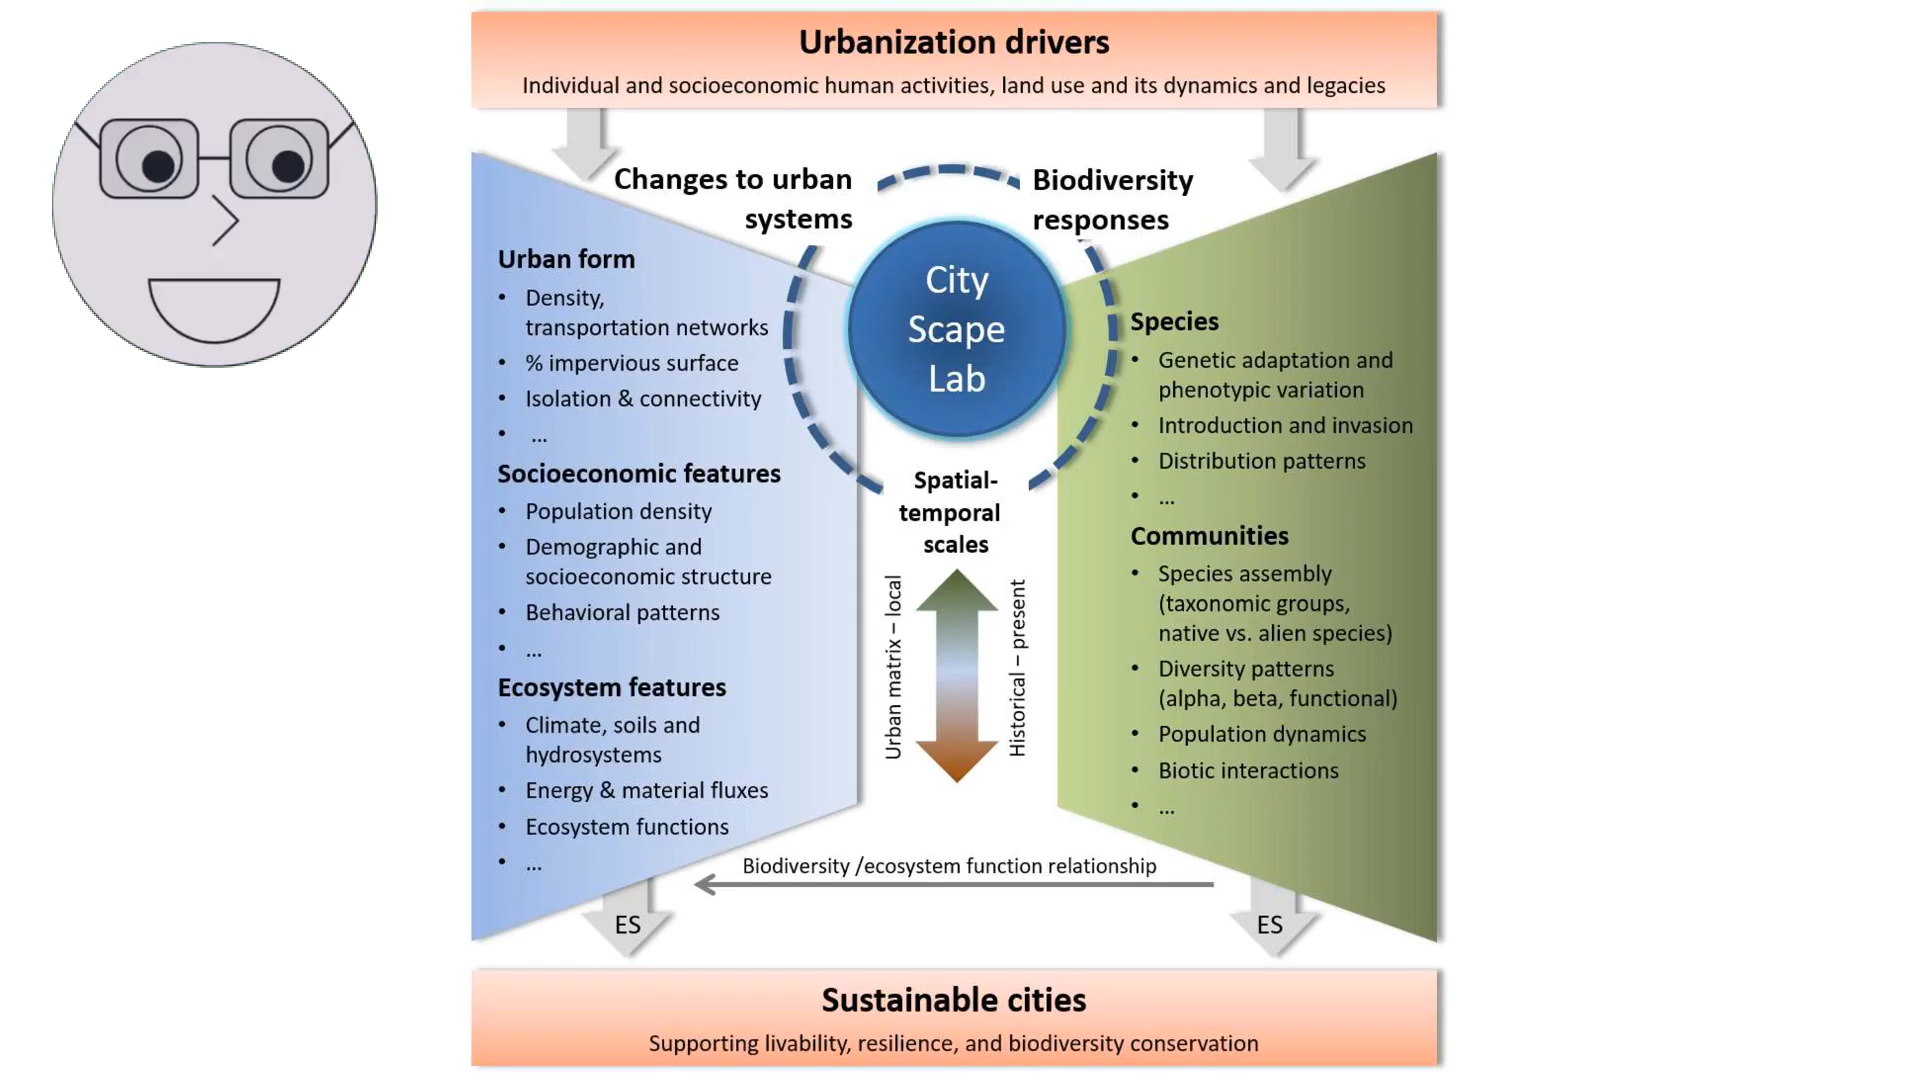 Urbanization drivers
Individual and socioeconomic human activities, land use and its dynamics and legacies
Changes to urban
systems
Biodiversity
responses
City
Scape
Lab
Urban form
• Density,
transportation networks
• % impervious surface
• Isolation & connectivity
• ...
Socioeconomic features
• Population density
• Demographic and
socioeconomic structure
• Behavioral patterns
• ...
Ecosystem features
• Climate, soils and
hydrosystems
• Energy & material fluxes
• Ecosystem functions
• ...
Spatial-
temporal
scales
Urban matrix – local
Historical – present
Species
• Genetic adaptation and
phenotypic variation
• Introduction and invasion
• Distribution patterns
• ...
Communities
• Species assembly
(taxonomic groups,
native vs. alien species)
• Diversity patterns
(alpha, beta, functional)
• Population dynamics
• Biotic interactions
• ...
Biodiversity /ecosystem function relationship
ES
ES
Sustainable cities
Supporting livability, resilience, and biodiversity conservation